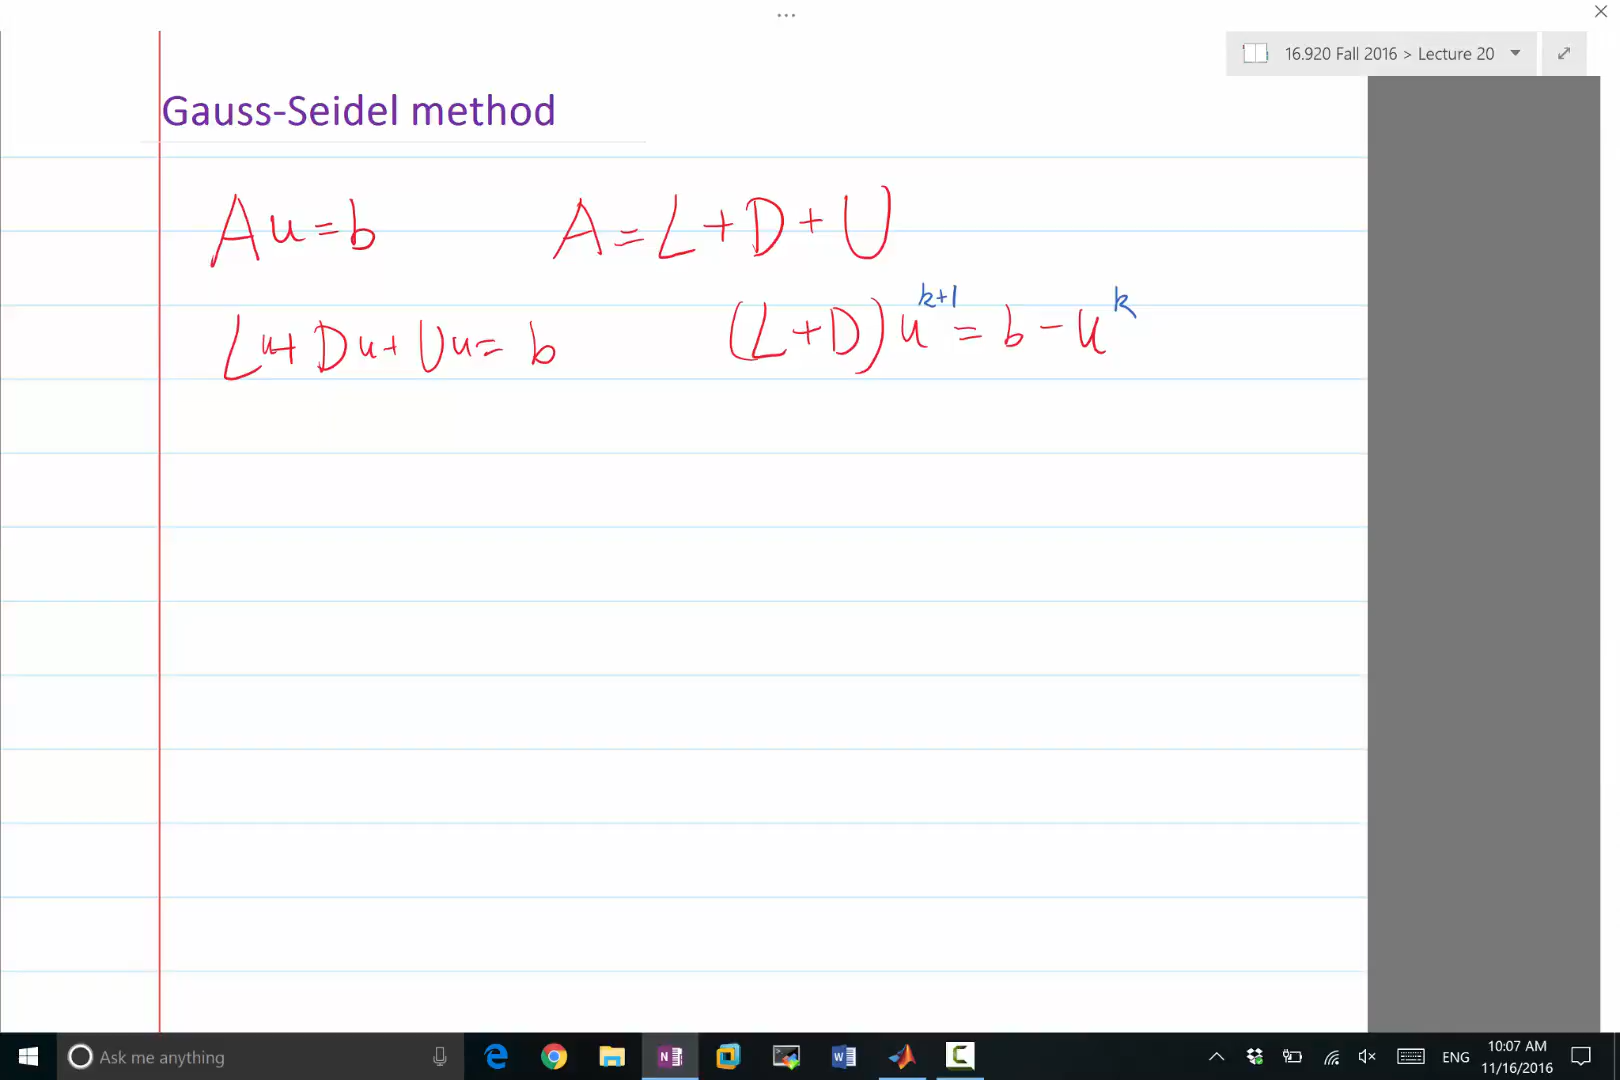 ...
16.920 Fall 2016 > Lecture 20
Gauss-Seidel method
Au = b A = L + D + U
Lu + Du + Uu = b (L + D) u^{k+1} = b - u^k
Ask me anything
ENG
10:07 AM
11/16/2016